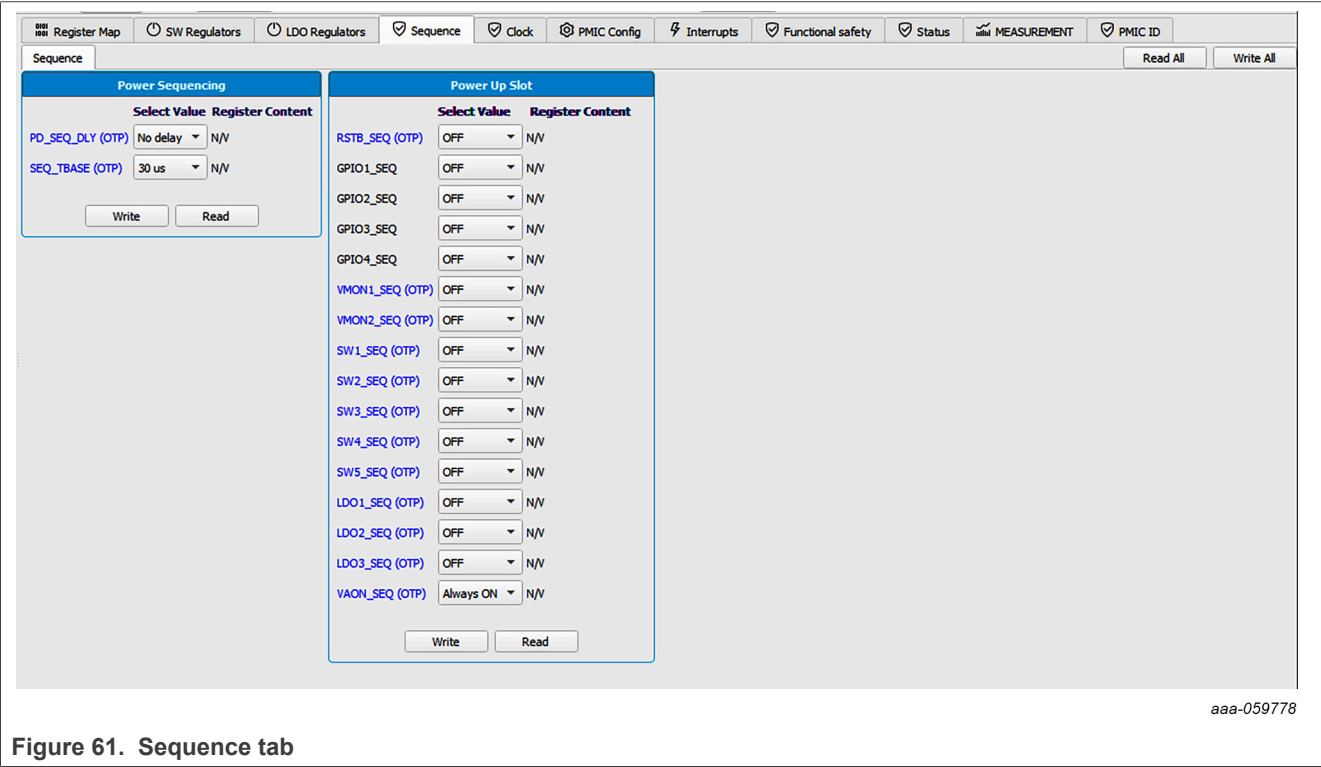 Register Map SW Regulators LDO Regulators Sequence Clock PMIC Config Interrupts Functional safety Status MEASUREMENT PMIC ID
Sequence Read All Write All
Power Sequencing
Select Value Register Content
PD_SEQ_DLY (OTP) No delay N/V
SEQ_TBASE (OTP) 30 us N/V
Write Read
Power Up Slot
Select Value Register Content
RSTB_SEQ (OTP) OFF N/V
GPIO1_SEQ OFF N/V
GPIO2_SEQ OFF N/V
GPIO3_SEQ OFF N/V
GPIO4_SEQ OFF N/V
VMON1_SEQ (OTP) OFF N/V
VMON2_SEQ (OTP) OFF N/V
SW1_SEQ (OTP) OFF N/V
SW2_SEQ (OTP) OFF N/V
SW3_SEQ (OTP) OFF N/V
SW4_SEQ (OTP) OFF N/V
SW5_SEQ (OTP) OFF N/V
LDO1_SEQ (OTP) OFF N/V
LDO2_SEQ (OTP) OFF N/V
LDO3_SEQ (OTP) OFF N/V
VAON_SEQ (OTP) Always ON N/V
Write Read
aaa-059778
Figure 61. Sequence tab